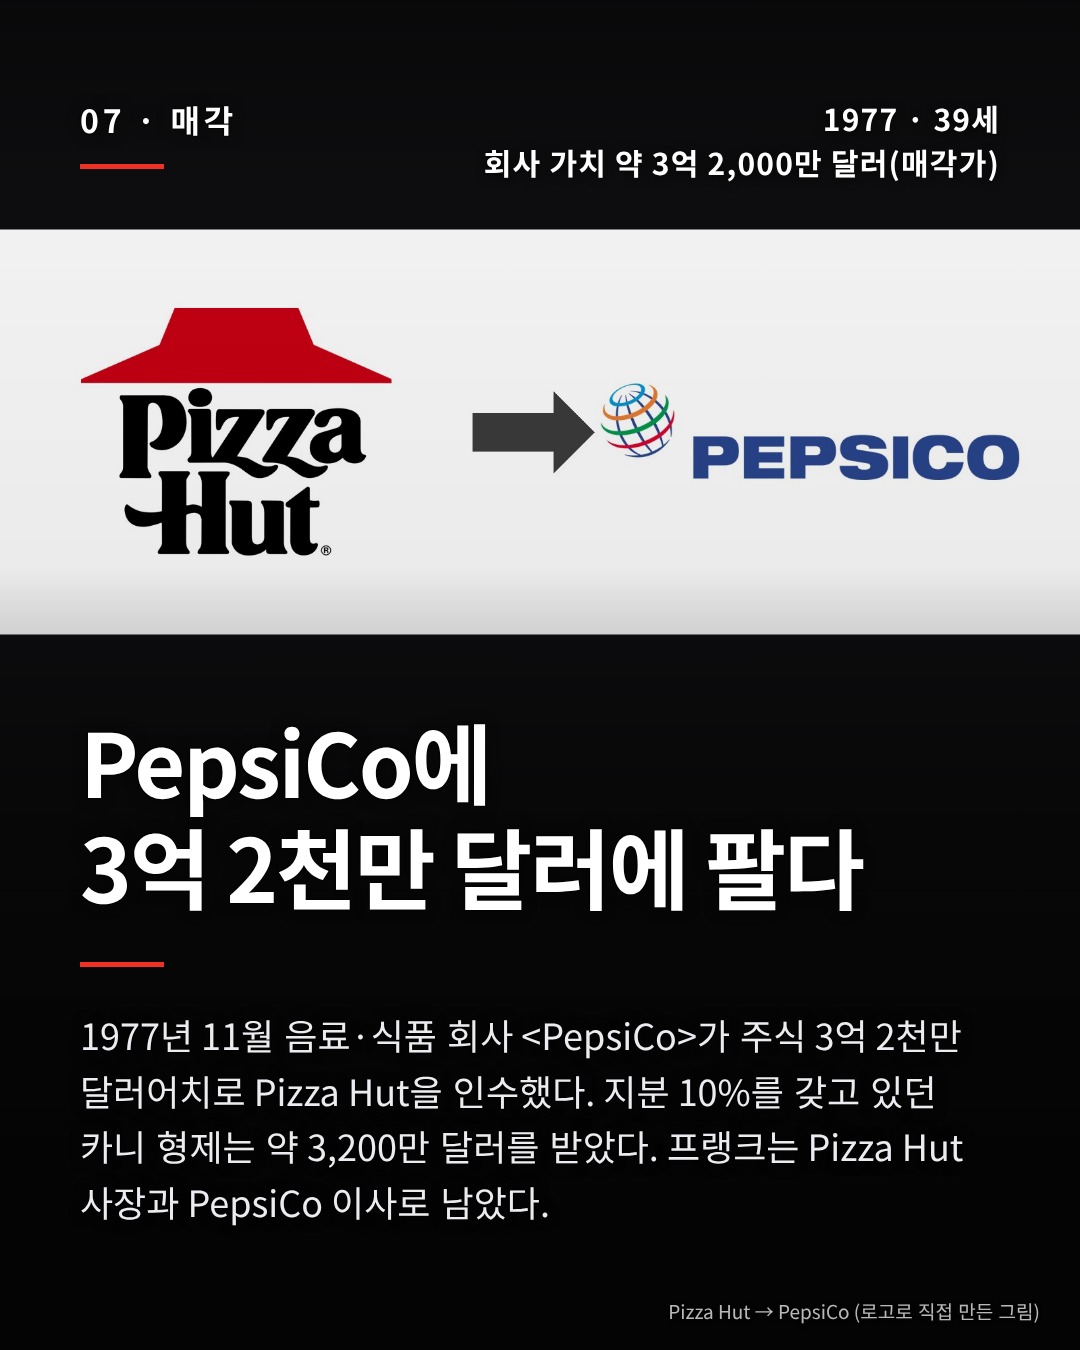 07 · 매각
1977 · 39세
회사 가치 약 3억 2,000만 달러(매각가)
Pizza
Hut®
PEPSICO
PepsiCo에
3억 2천만 달러에 팔다
1977년 11월 음료·식품 회사 <PepsiCo>가 주식 3억 2천만
달러어치로 Pizza Hut을 인수했다. 지분 10%를 갖고 있던
카니 형제는 약 3,200만 달러를 받았다. 프랭크는 Pizza Hut
사장과 PepsiCo 이사로 남았다.
Pizza Hut → PepsiCo (로고로 직접 만든 그림)